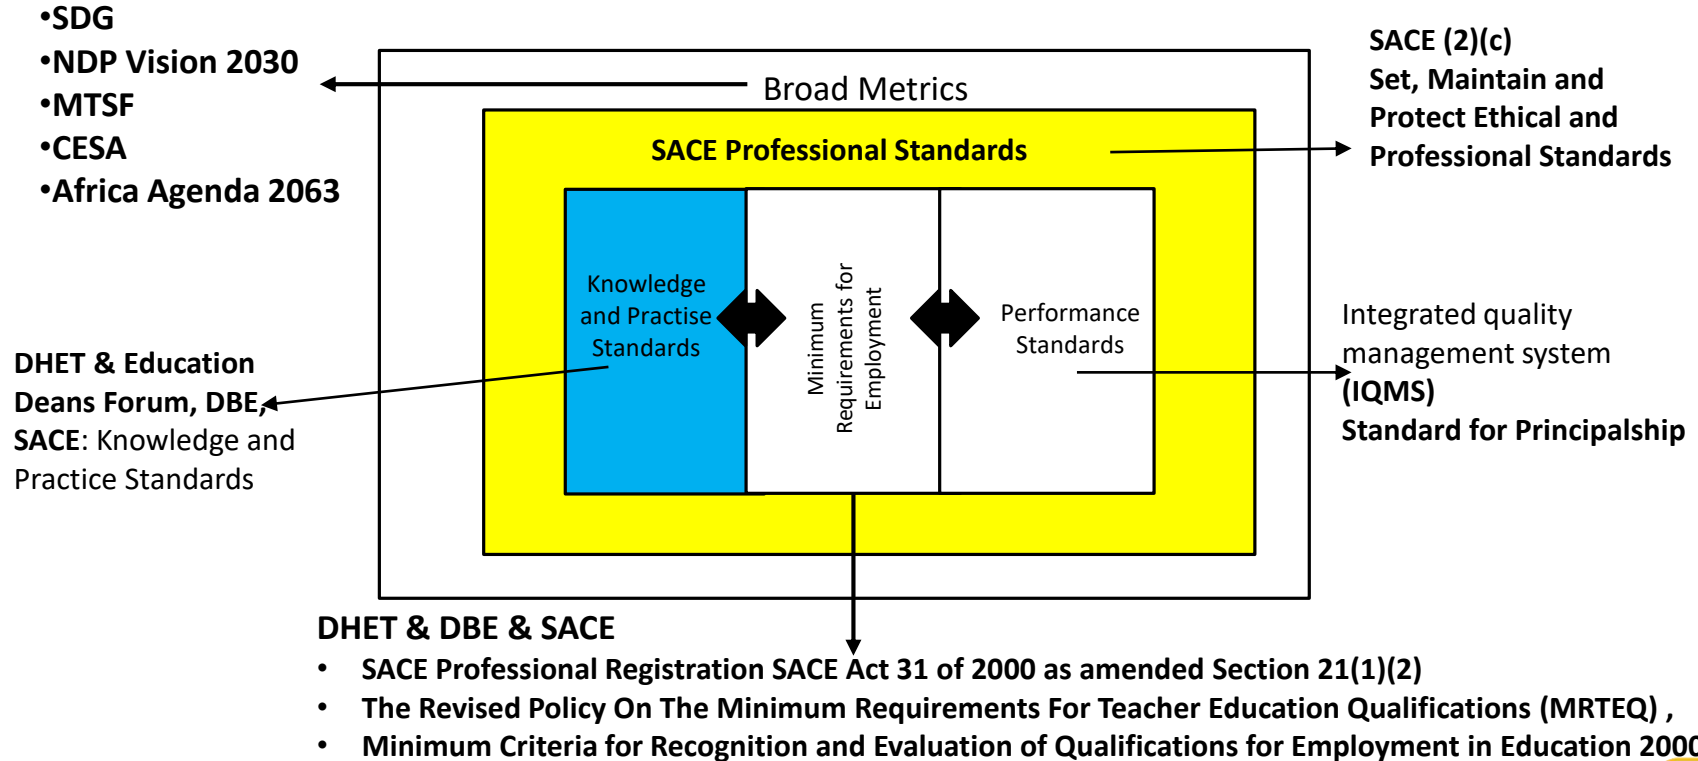 •SDG
•NDP Vision 2030
•MTSF
•CESA
•Africa Agenda 2063
Broad Metrics
SACE (2)(c)
Set, Maintain and
Protect Ethical and
Professional Standards
SACE Professional Standards
Knowledge
and Practise
Standards
Minimum
Requirements for
Employment
Performance
Standards
Integrated quality
management system
(IQMS)
Standard for Principalship
DHET & Education
Deans Forum, DBE,
SACE: Knowledge and
Practice Standards
DHET & DBE & SACE
• SACE Professional Registration SACE Act 31 of 2000 as amended Section 21(1)(2)
• The Revised Policy On The Minimum Requirements For Teacher Education Qualifications (MRTEQ) ,
• Minimum Criteria for Recognition and Evaluation of Qualifications for Employment in Education 2000